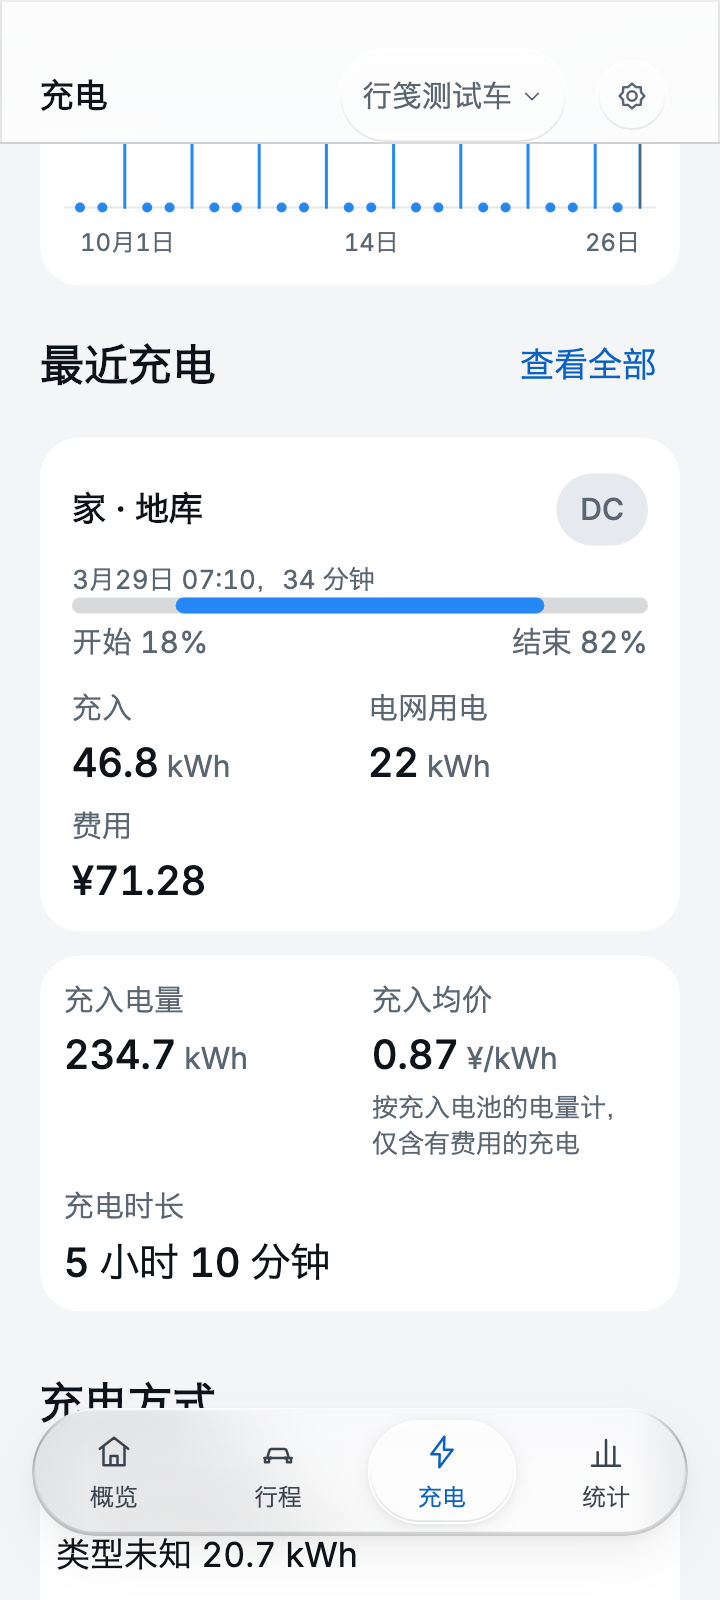 充电
行笺测试车
10月1日 14日 26日
最近充电 查看全部
家 · 地库 DC
3月29日 07:10, 34 分钟
开始 18% 结束 82%
充入 电网用电
46.8 kWh 22 kWh
费用
¥71.28
充入电量 充入均价
234.7 kWh 0.87 ¥/kWh
按充入电池的电量计,
仅含有费用的充电
充电时长
5 小时 10 分钟
充电方式
概览 行程 充电 统计
类型未知 20.7 kWh